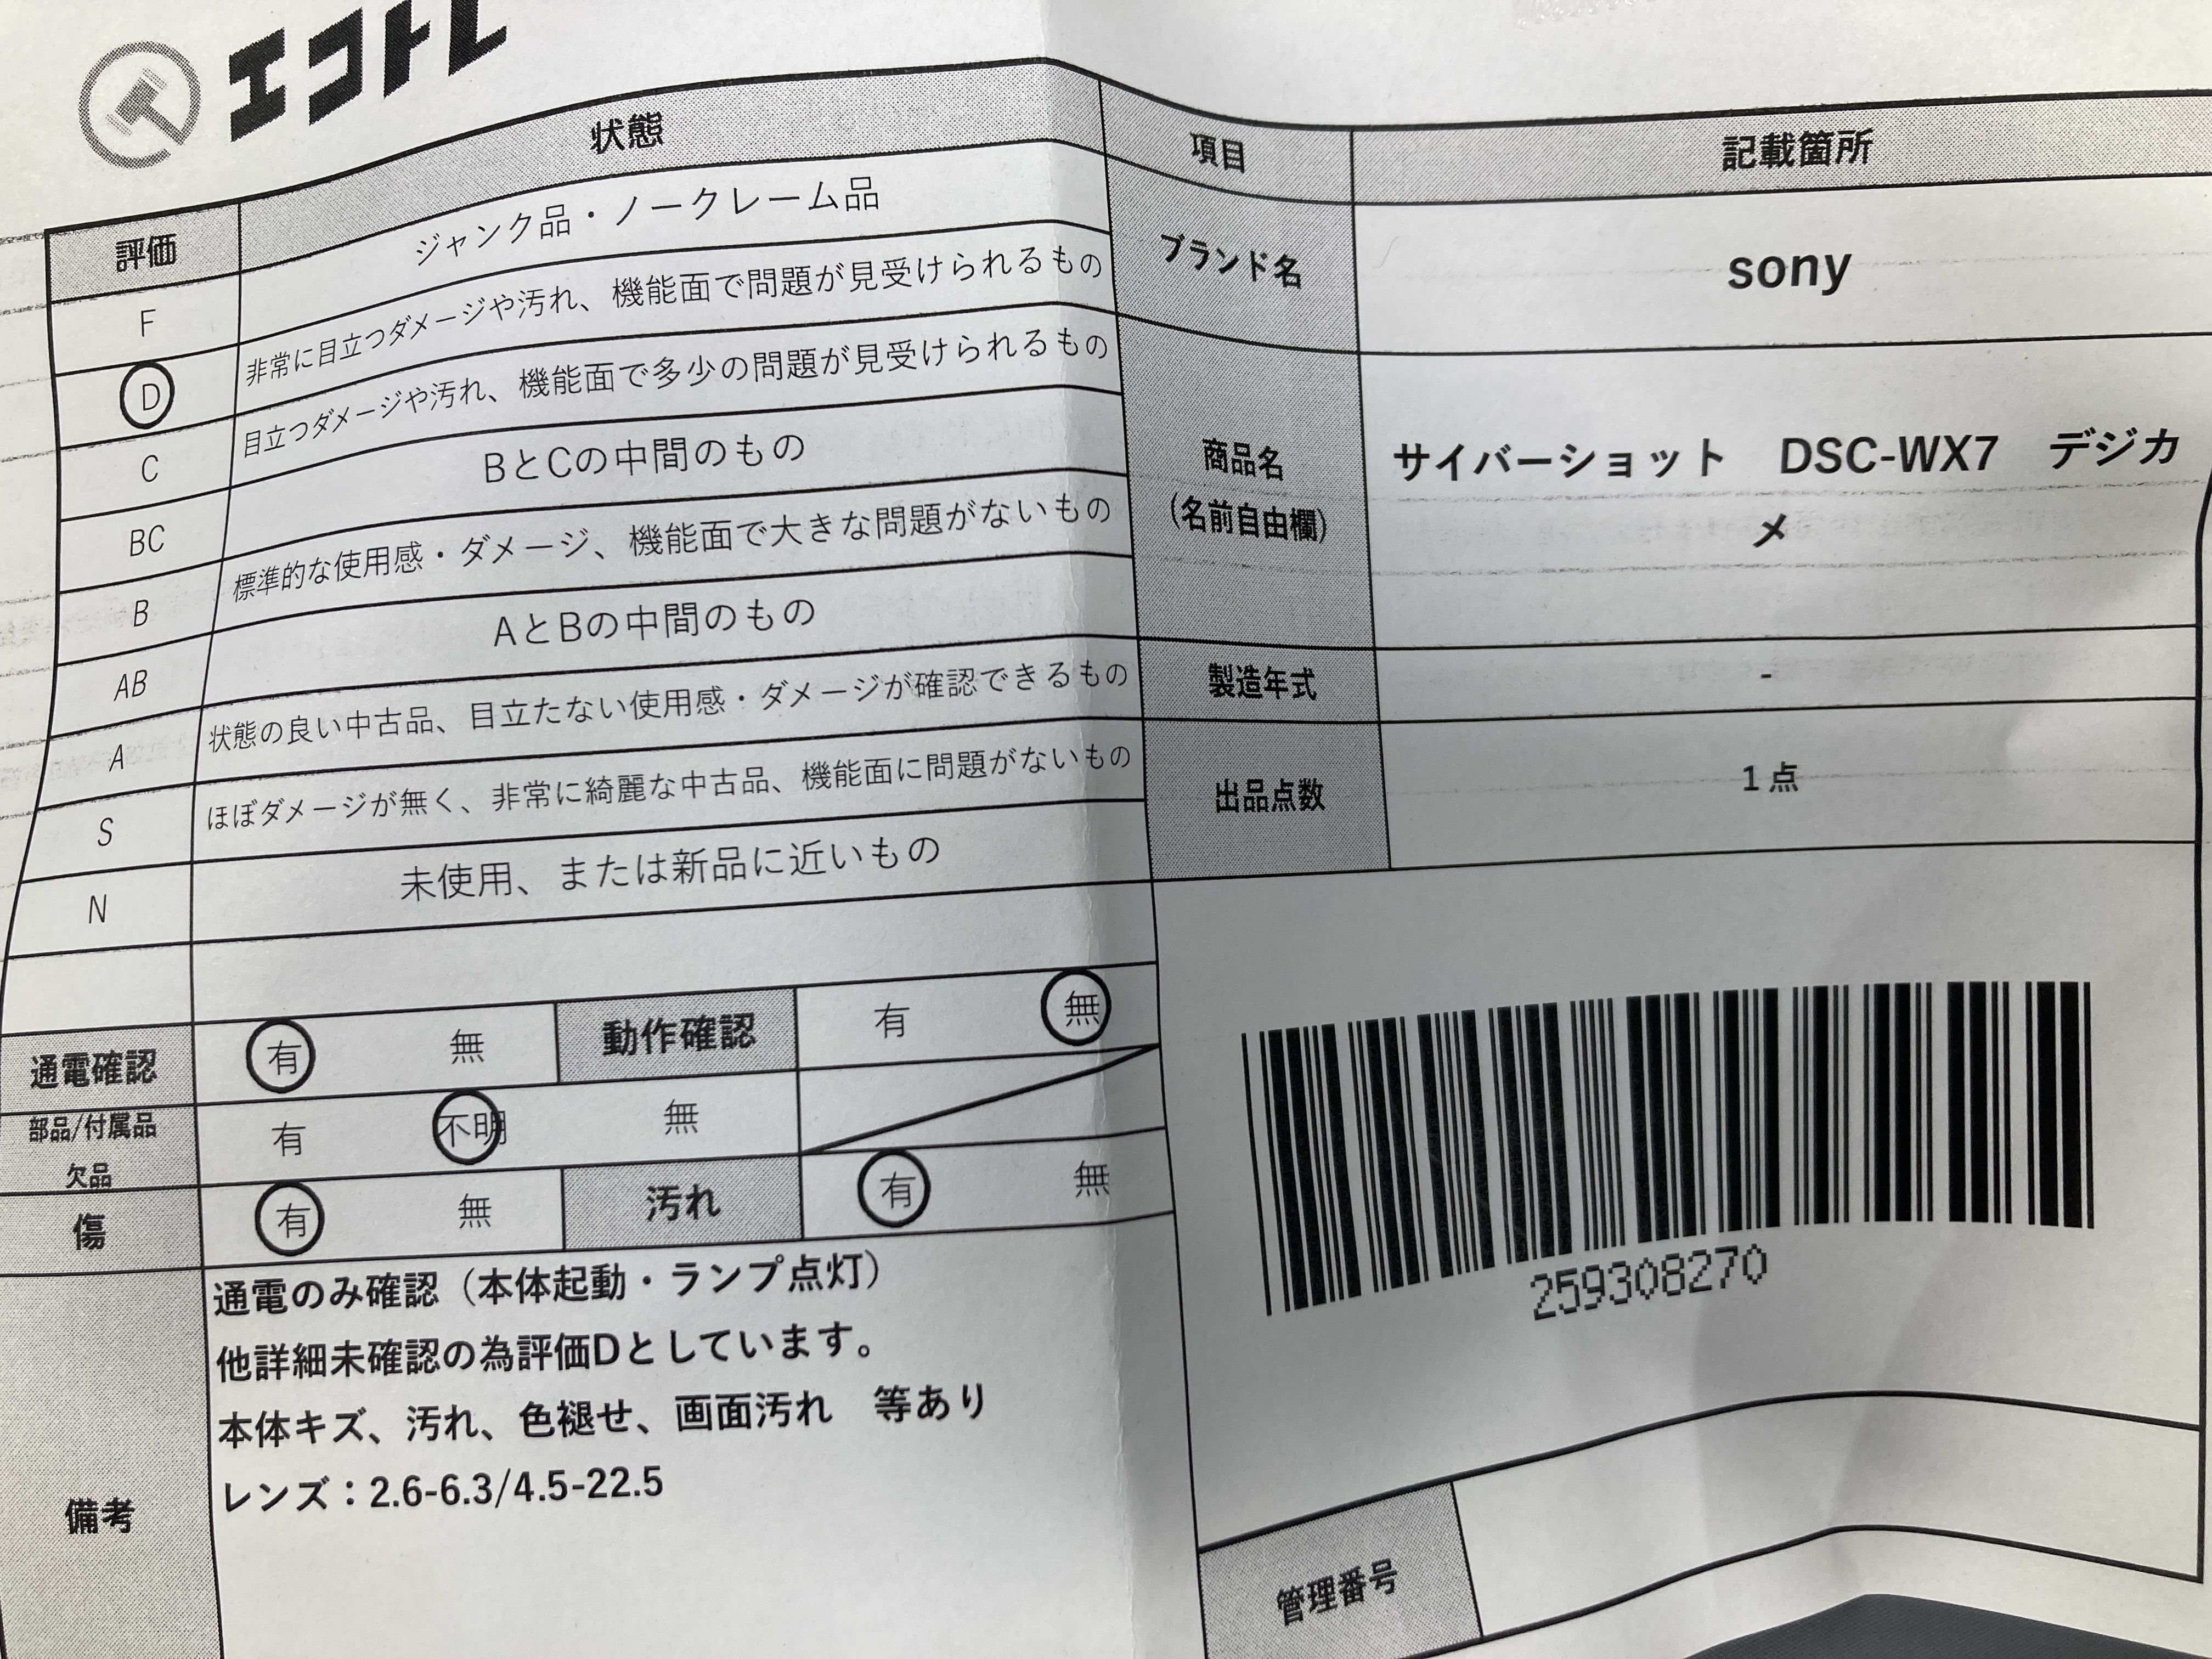 エコトレ
評価 状態
F ジャンク品・ノークレーム品
D 非常に目立つダメージや汚れ、機能面で問題が見受けられるもの
C 目立つダメージや汚れ、機能面で多少の問題が見受けられるもの
BC BとCの中間のもの
B 標準的な使用感・ダメージ、機能面で大きな問題がないもの
AB AとBの中間のもの
A 状態の良い中古品、目立たない使用感・ダメージが確認できるもの
S ほぼダメージが無く、非常に綺麗な中古品、機能面に問題がないもの
N 未使用、または新品に近いもの
通電確認 有 無 動作確認 有 無
部品/付属品
欠品 有 不明 無
傷 有 無 汚れ 有 無
備考
通電のみ確認（本体起動・ランプ点灯）
他詳細未確認の為評価Dとしています。
本体キズ、汚れ、色褪せ、画面汚れ　等あり
レンズ：2.6-6.3/4.5-22.5
項目 記載箇所
ブランド名 sony
商品名
(名前自由欄)
サイバーショット　DSC-WX7　デジカ
メ
製造年式 -
出品点数 1点
259308270
管理番号